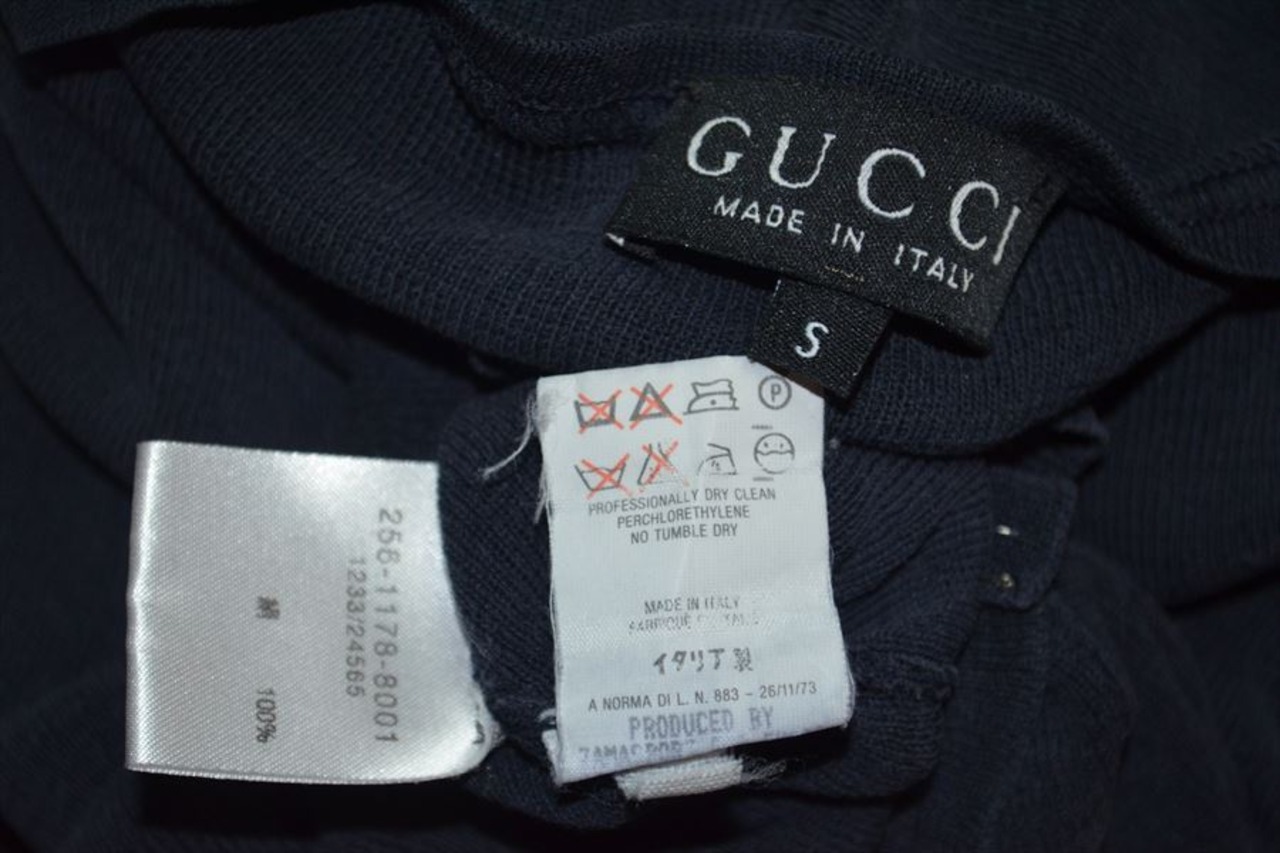 GUCCI
MADE IN ITALY
S
P
PROFESSIONALLY DRY CLEAN
PERCHLORETHYLENE
NO TUMBLE DRY
MADE IN ITALY
イタリア製
A NORMA DI L. N. 883 - 26/11/73
PRODUCED BY
256-1178-8001
1233/24565
100%